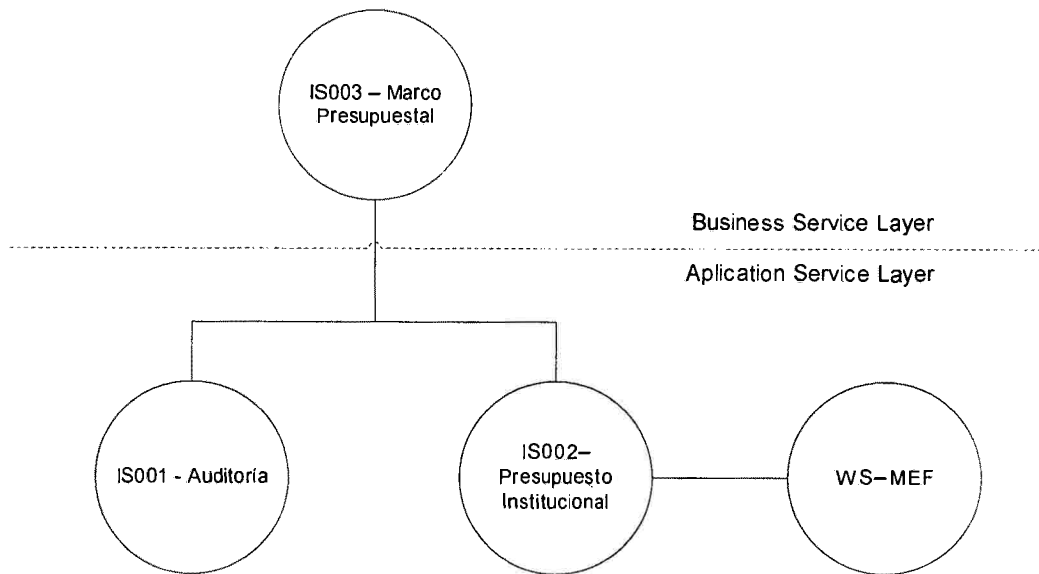 IS003 – Marco
Presupuestal
Business Service Layer
Aplication Service Layer
IS001 - Auditoría
IS002–
Presupuesto
Institucional
WS–MEF